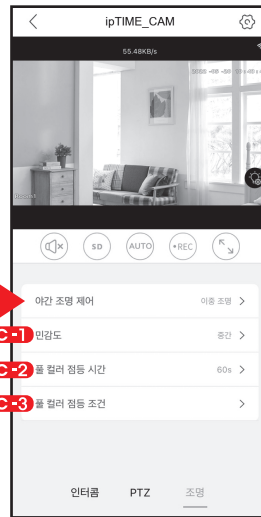 ipTIME_CAM
55.48KB/s
SD
AUTO
•REC
야간 조명 제어 이중 조명
C-1 민감도 중간
C-2 풀 컬러 점등 시간 60s
C-3 풀 컬러 점등 조건
인터콤 PTZ 조명